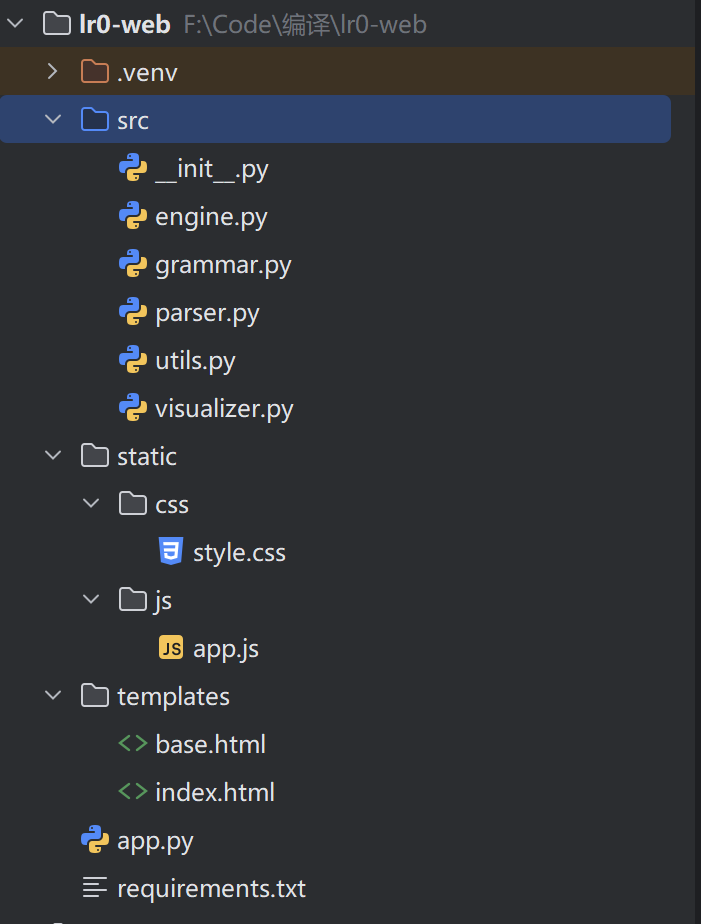 lr0-web F:\Code\编译\lr0-web
.venv
src
__init__.py
engine.py
grammar.py
parser.py
utils.py
visualizer.py
static
css
style.css
js
JS app.js
templates
base.html
index.html
app.py
requirements.txt